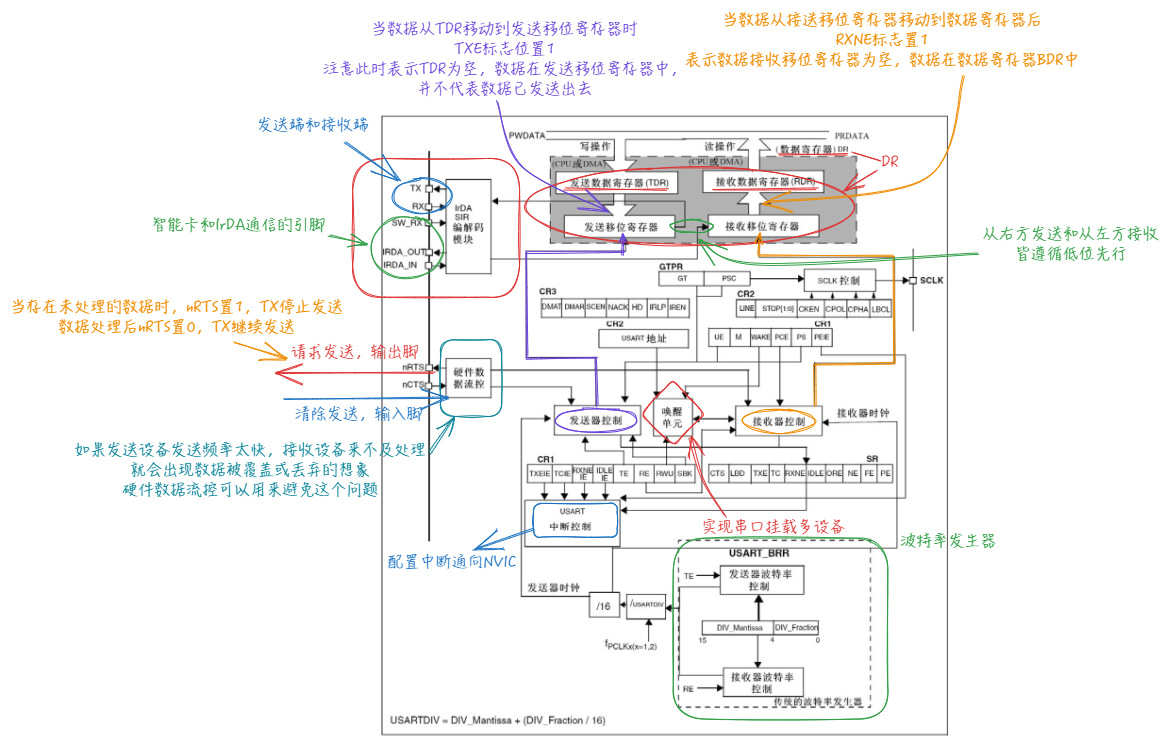 当数据从TDR移动到发送移位寄存器时
TXE标志位置1
注意此时表示TDR为空，数据在发送移位寄存器中，
并不代表数据已发送出去
当数据从接送移位寄存器移动到数据寄存器后
RXNE标志置1
表示数据接收移位寄存器为空，数据在数据寄存器BDR中
发送端和接收端
PWDATA
PRDATA
写操作
读操作
(数据寄存器) DR
DR
(CPU或DMA)
(CPU或DMA)
发送数据寄存器(TDR)
接收数据寄存器(RDR)
TX
RX
SW_RX
IRDA_OUT
IRDA_IN
IrDA
SIR
编解码
模块
智能卡和IrDA通信的引脚
发送移位寄存器
接收移位寄存器
从右方发送和从左方接收
皆遵循低位先行
GTPR
GT
PSC
SCLK控制
SCLK
CR3
DMAT
DMAR
SCEN
NACK
HD
IRLP
IREN
CR2
LINE
STOP[1:0]
CKEN
CPOL
CPHA
LBCL
CR2
USART 地址
CR1
UE
M
WAKE
PCE
PS
PEIE
当存在未处理的数据时，nRTS置1，TX停止发送
数据处理后nRTS置0，TX继续发送
请求发送，输出脚
nRTS
nCTS
硬件数
据流控
清除发送，输入脚
如果发送设备发送频率太快，接收设备来不及处理
就会出现数据被覆盖或丢弃的想象
硬件数据流控可以用来避免这个问题
发送器控制
唤醒
单元
接收器控制
接收器时钟
CR1
TXEIE
TCIE
RXNE
IE
IDLE
IE
TE
RE
RWU
SBK
SR
CTS
LBD
TXE
TC
RXNE
IDLE
ORE
NE
FE
PE
USART
中断控制
实现串口挂载多设备
配置中断通向NVIC
波特率发生器
USART_BRR
发送器时钟
TE
发送器波特率
控制
/16
/USARTDIV
fPCLKx(x=1,2)
DIV_Mantissa
DIV_Fraction
15
4
0
RE
接收器波特率
控制
传统的波特率发生器
USARTDIV = DIV_Mantissa + (DIV_Fraction / 16)